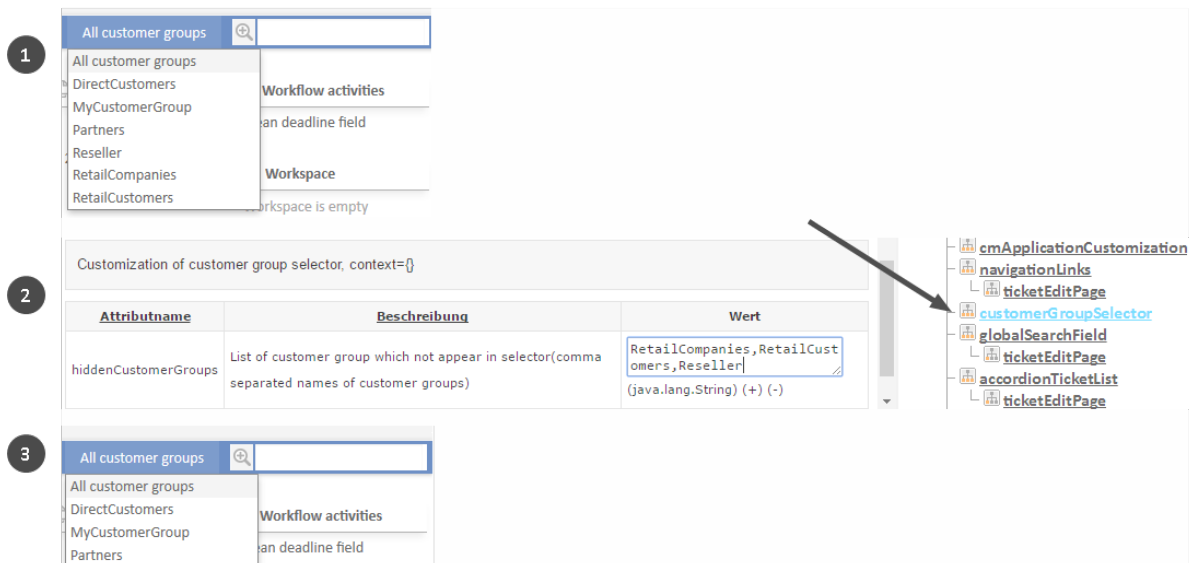 1
All customer groups
All customer groups
DirectCustomers
Workflow activities
MyCustomerGroup
ean deadline field
Partners
Reseller
RetailCompanies
Workspace
RetailCustomers
orkspace is empty
2
Customization of customer group selector, context={}
Attributname Beschreibung Wert
hiddenCustomerGroups
List of customer group which not appear in selector(comma
separated names of customer groups)
RetailCompanies,RetailCust
omers,Reseller
(java.lang.String) (+) (-)
cmApplicationCustomization
navigationLinks
ticketEditPage
customerGroupSelector
globalSearchField
ticketEditPage
accordionTicketList
ticketEditPage
3
All customer groups
All customer groups
DirectCustomers
Workflow activities
MyCustomerGroup
ean deadline field
Partners